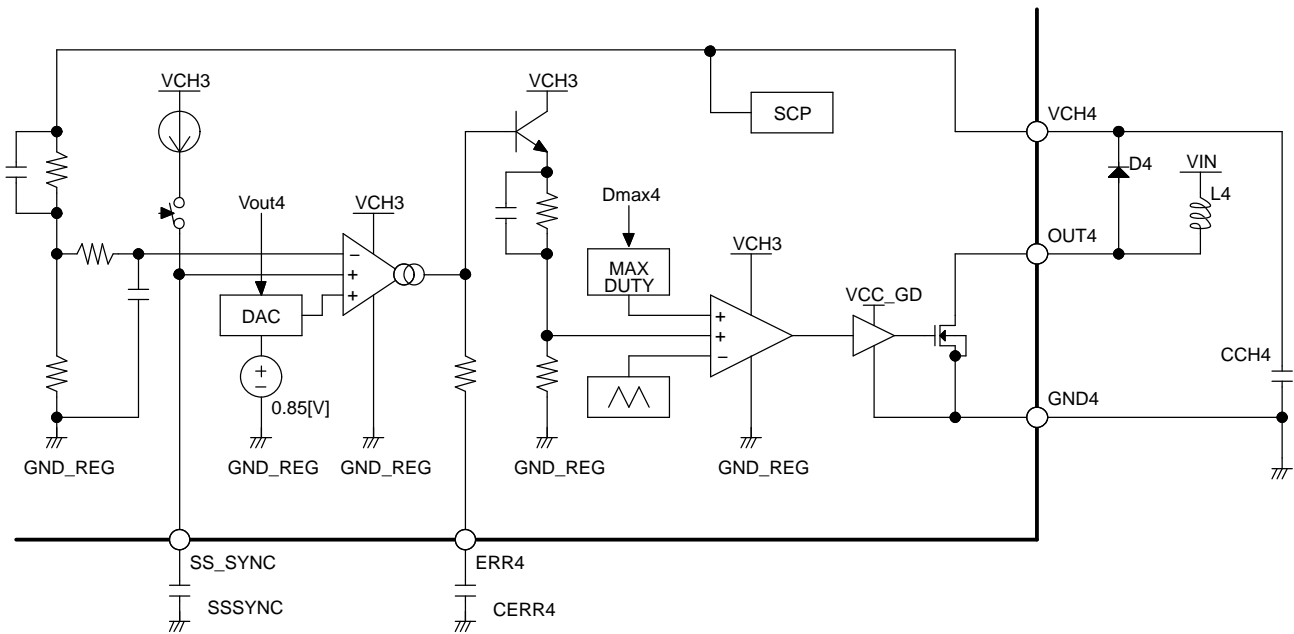 VCH3
VCH3
SCP
VCH4
D4
VIN
L4
Vout4
VCH3
Dmax4
VCH3
OUT4
MAX
DUTY
VCC_GD
DAC
+
+
−
+
+
−
−
+
0.85[V]
CCH4
GND4
GND_REG
GND_REG
GND_REG
GND_REG
GND_REG
SS_SYNC
ERR4
SSSYNC
CERR4